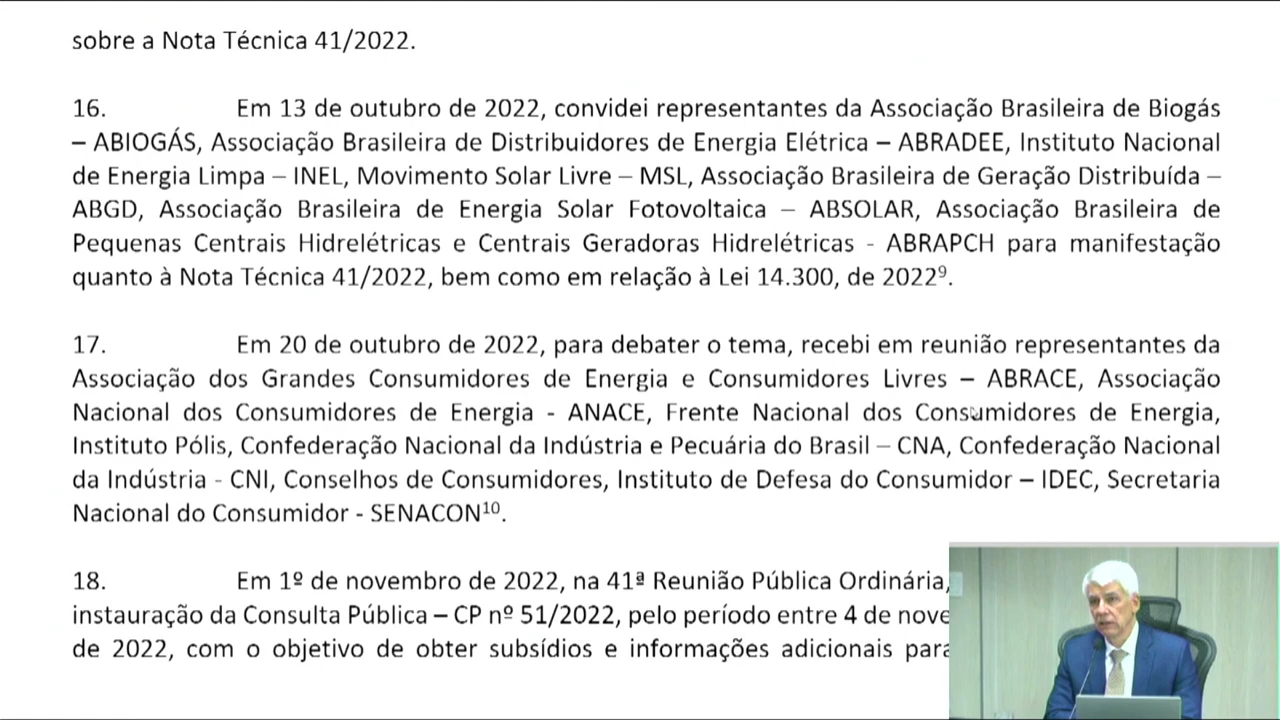 sobre a Nota Técnica 41/2022.
16. Em 13 de outubro de 2022, convidei representantes da Associação Brasileira de Biogás
– ABIOGÁS, Associação Brasileira de Distribuidores de Energia Elétrica – ABRADEE, Instituto Nacional
de Energia Limpa – INEL, Movimento Solar Livre – MSL, Associação Brasileira de Geração Distribuída –
ABGD, Associação Brasileira de Energia Solar Fotovoltaica – ABSOLAR, Associação Brasileira de
Pequenas Centrais Hidrelétricas e Centrais Geradoras Hidrelétricas - ABRAPCH para manifestação
quanto à Nota Técnica 41/2022, bem como em relação à Lei 14.300, de 2022⁹.
17. Em 20 de outubro de 2022, para debater o tema, recebi em reunião representantes da
Associação dos Grandes Consumidores de Energia e Consumidores Livres – ABRACE, Associação
Nacional dos Consumidores de Energia - ANACE, Frente Nacional dos Consumidores de Energia,
Instituto Pólis, Confederação Nacional da Indústria e Pecuária do Brasil – CNA, Confederação Nacional
da Indústria - CNI, Conselhos de Consumidores, Instituto de Defesa do Consumidor – IDEC, Secretaria
Nacional do Consumidor - SENACON¹⁰.
18. Em 1º de novembro de 2022, na 41ª Reunião Pública Ordinária,
instauração da Consulta Pública – CP nº 51/2022, pelo período entre 4 de nove
de 2022, com o objetivo de obter subsídios e informações adicionais para